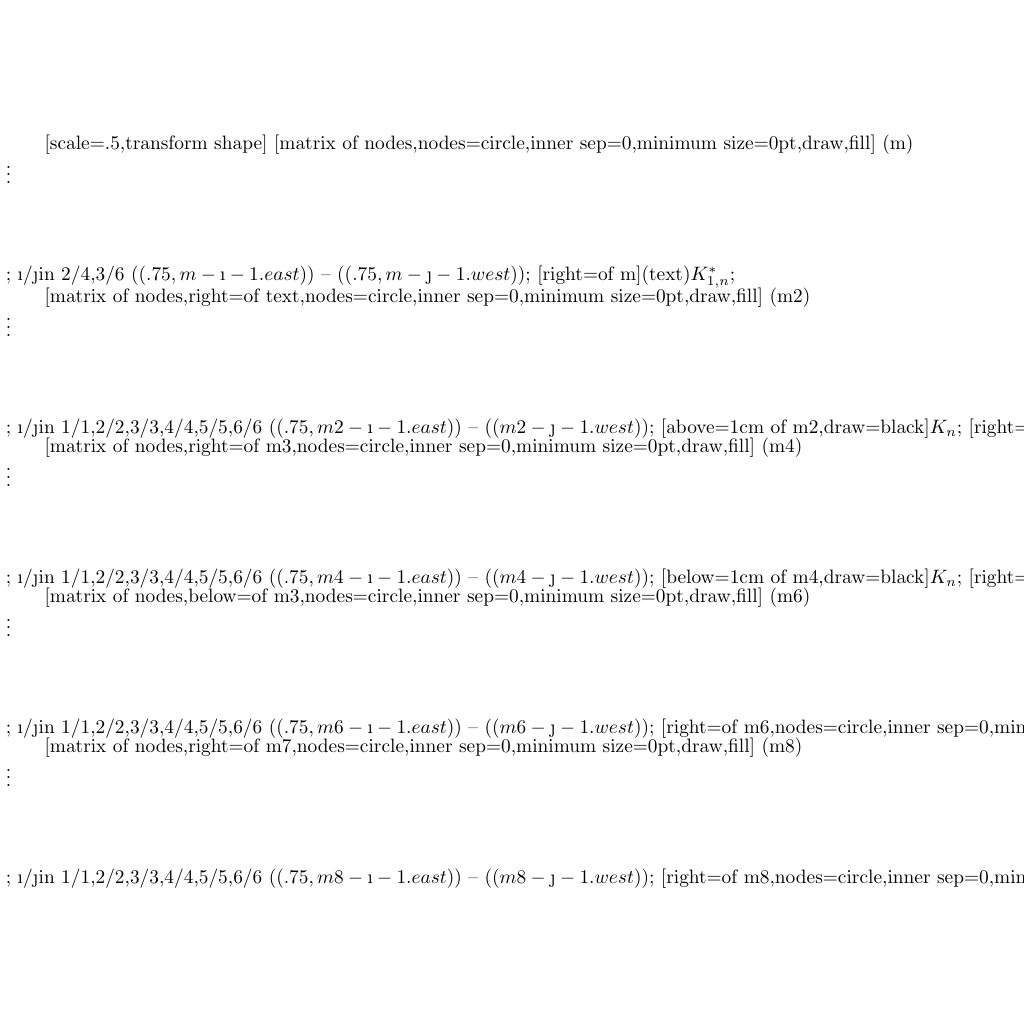 [scale=.5,transform shape] [matrix of nodes,nodes=circle,inner sep=0,minimum size=0pt,draw,fill] (m)
⋮
; ı/ȷin 2/4,3/6 ((.75, m − ı − 1.east)) – ((.75, m − ȷ − 1.west)); [right=of m](text)K*1,n;
[matrix of nodes,right=of text,nodes=circle,inner sep=0,minimum size=0pt,draw,fill] (m2)
⋮
; ı/ȷin 1/1,2/2,3/3,4/4,5/5,6/6 ((.75, m2 − ı − 1.east)) – ((m2 − ȷ − 1.west)); [above=1cm of m2,draw=black]Kn; [right=
[matrix of nodes,right=of m3,nodes=circle,inner sep=0,minimum size=0pt,draw,fill] (m4)
⋮
; ı/ȷin 1/1,2/2,3/3,4/4,5/5,6/6 ((.75, m4 − ı − 1.east)) – ((m4 − ȷ − 1.west)); [below=1cm of m4,draw=black]Kn; [right=
[matrix of nodes,below=of m3,nodes=circle,inner sep=0,minimum size=0pt,draw,fill] (m6)
⋮
; ı/ȷin 1/1,2/2,3/3,4/4,5/5,6/6 ((.75, m6 − ı − 1.east)) – ((m6 − ȷ − 1.west)); [right=of m6,nodes=circle,inner sep=0,min
[matrix of nodes,right=of m7,nodes=circle,inner sep=0,minimum size=0pt,draw,fill] (m8)
⋮
; ı/ȷin 1/1,2/2,3/3,4/4,5/5,6/6 ((.75, m8 − ı − 1.east)) – ((m8 − ȷ − 1.west)); [right=of m8,nodes=circle,inner sep=0,min